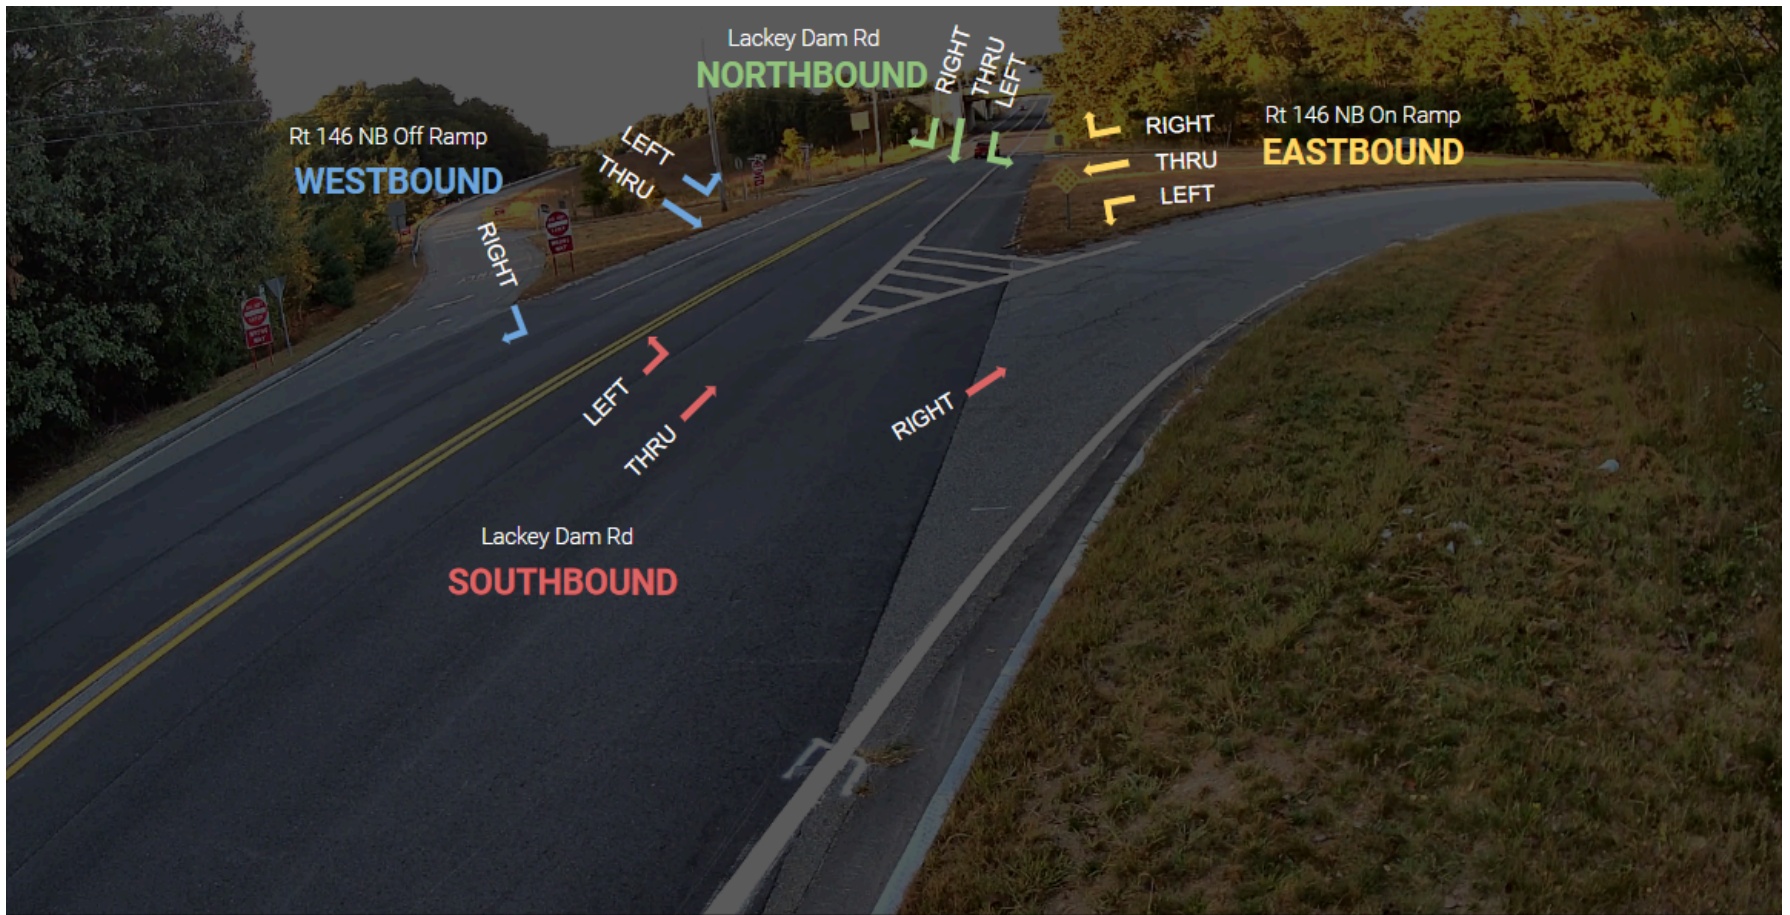 Lackey Dam Rd
NORTHBOUND
RIGHT
THRU
LEFT
Rt 146 NB Off Ramp
WESTBOUND
LEFT
THRU
RIGHT
Rt 146 NB On Ramp
EASTBOUND
RIGHT
THRU
LEFT
LEFT
THRU
RIGHT
Lackey Dam Rd
SOUTHBOUND